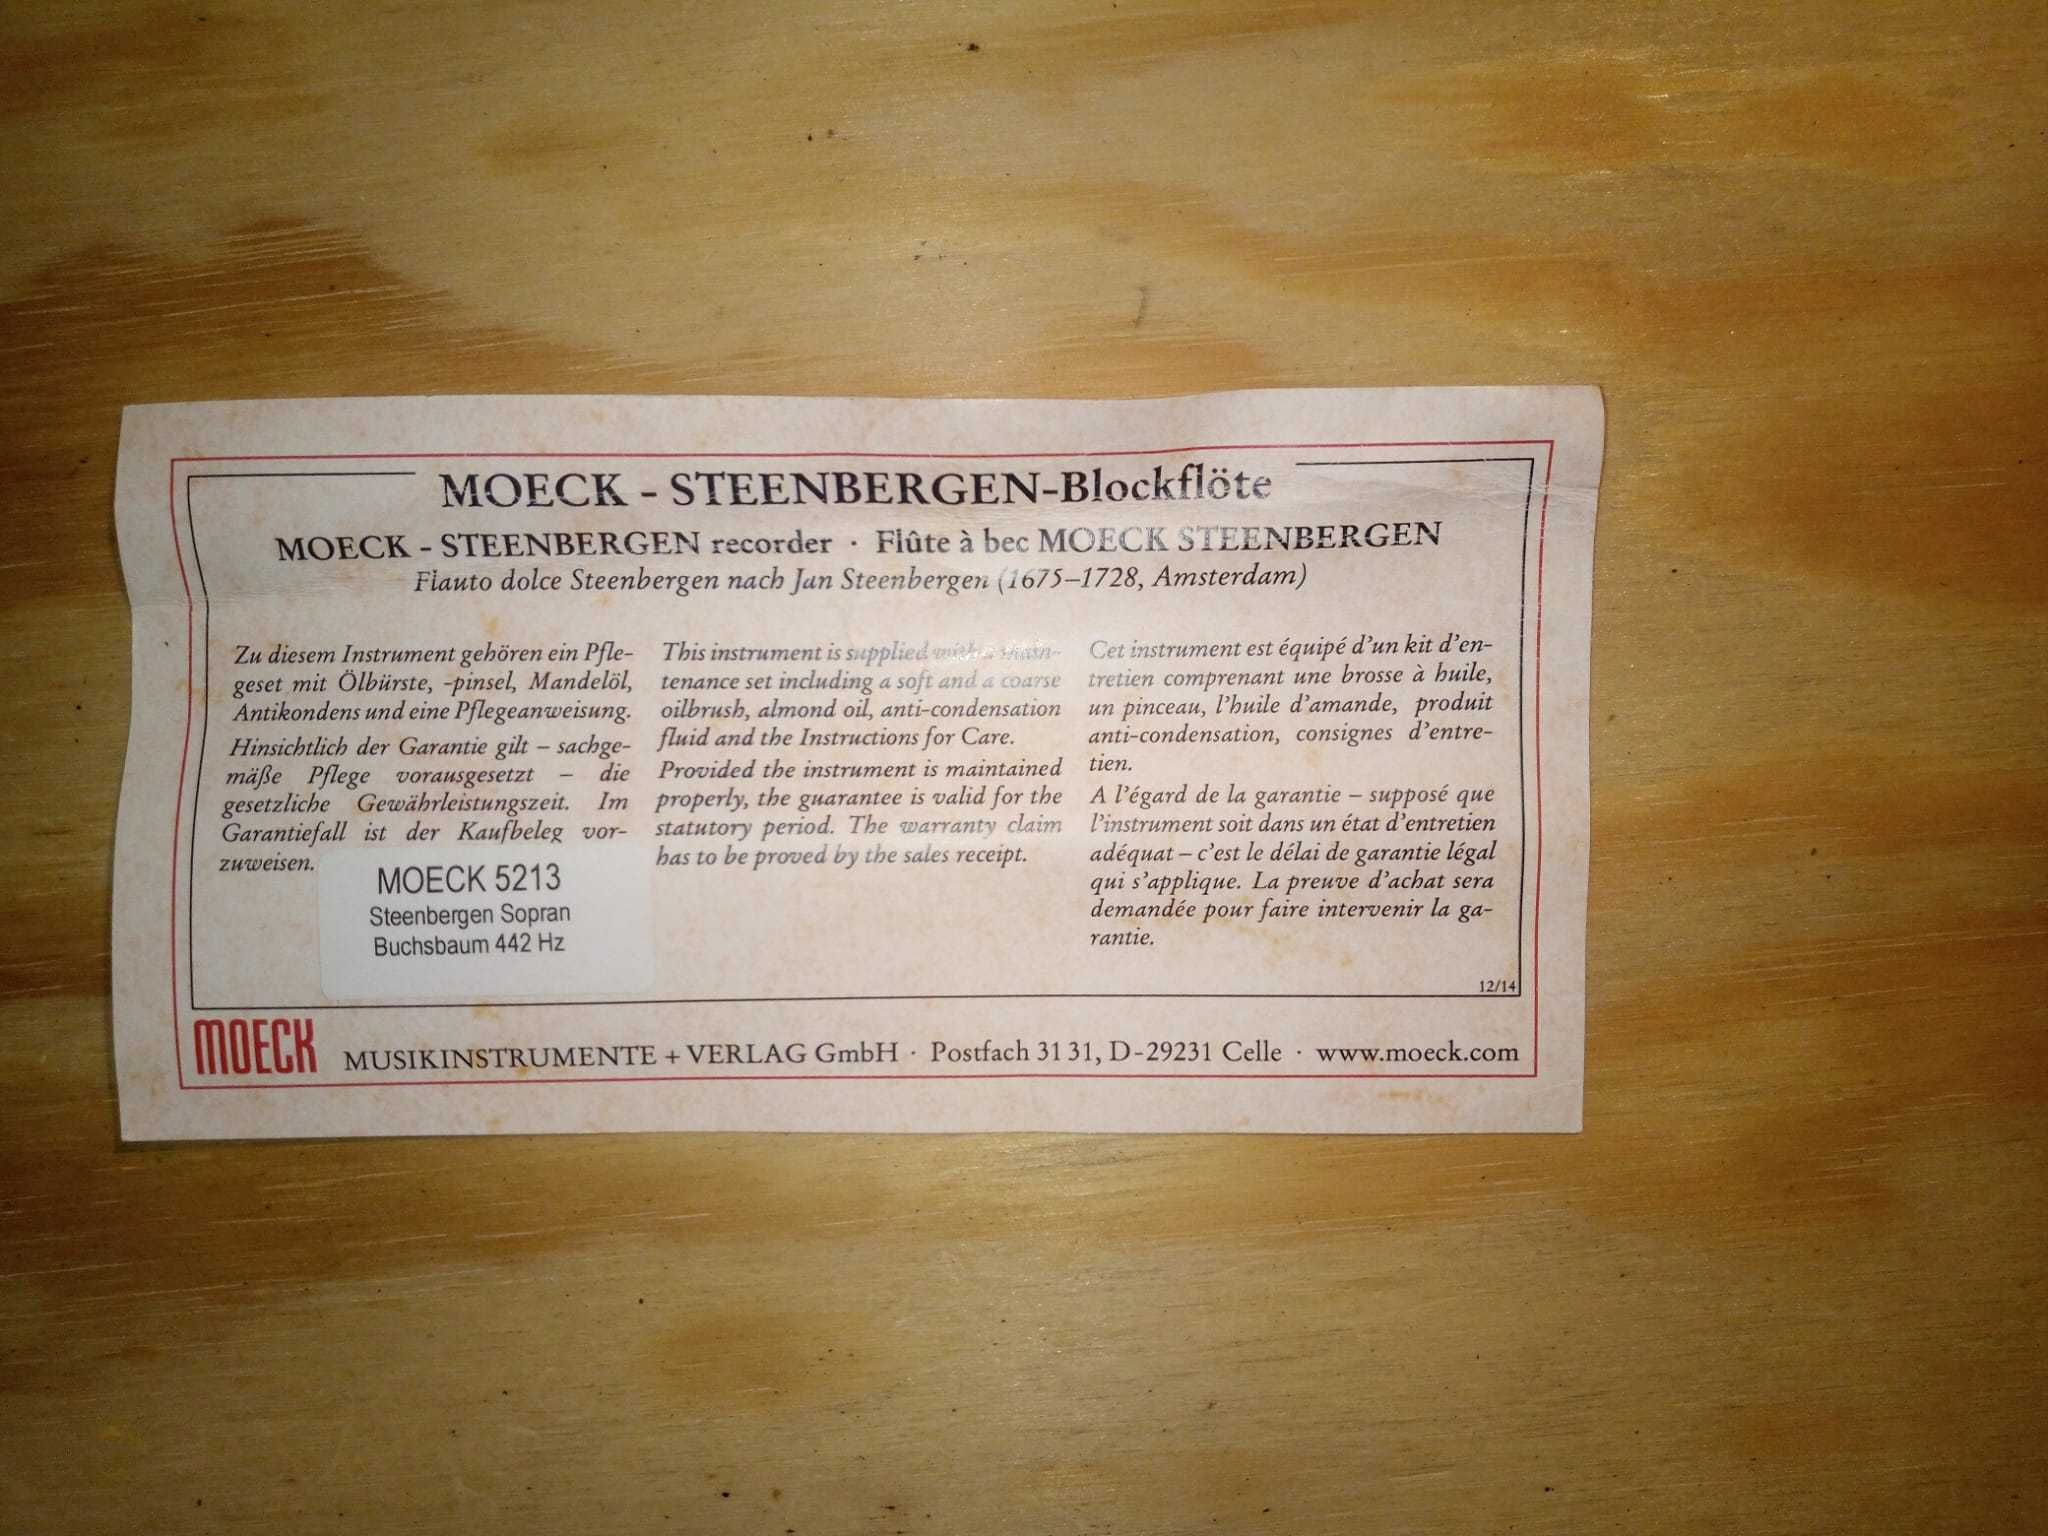 MOECK - STEENBERGEN-Blockflöte
MOECK - STEENBERGEN recorder · Flûte à bec MOECK STEENBERGEN
Flauto dolce Steenbergen nach Jan Steenbergen (1675–1728, Amsterdam)
Zu diesem Instrument gehören ein Pfle-
geset mit Ölbürste, -pinsel, Mandelöl,
Antikondens und eine Pflegeanweisung.
Hinsichtlich der Garantie gilt – sachge-
mäße Pflege vorausgesetzt – die
gesetzliche Gewährleistungszeit. Im
Garantiefall ist der Kaufbeleg vor-
zuweisen.
MOECK 5213
Steenbergen Sopran
Buchsbaum 442 Hz
This instrument is supplied with a main-
tenance set including a soft and a coarse
oilbrush, almond oil, anti-condensation
fluid and the Instructions for Care.
Provided the instrument is maintained
properly, the guarantee is valid for the
statutory period. The warranty claim
has to be proved by the sales receipt.
Cet instrument est équipé d'un kit d'en-
tretien comprenant une brosse à huile,
un pinceau, l'huile d'amande, produit
anti-condensation, consignes d'entre-
tien.
A l'égard de la garantie – supposé que
l'instrument soit dans un état d'entretien
adéquat – c'est le délai de garantie légal
qui s'applique. La preuve d'achat sera
demandée pour faire intervenir la ga-
rantie.
12/14
MOECK MUSIKINSTRUMENTE + VERLAG GmbH · Postfach 3131, D-29231 Celle · www.moeck.com